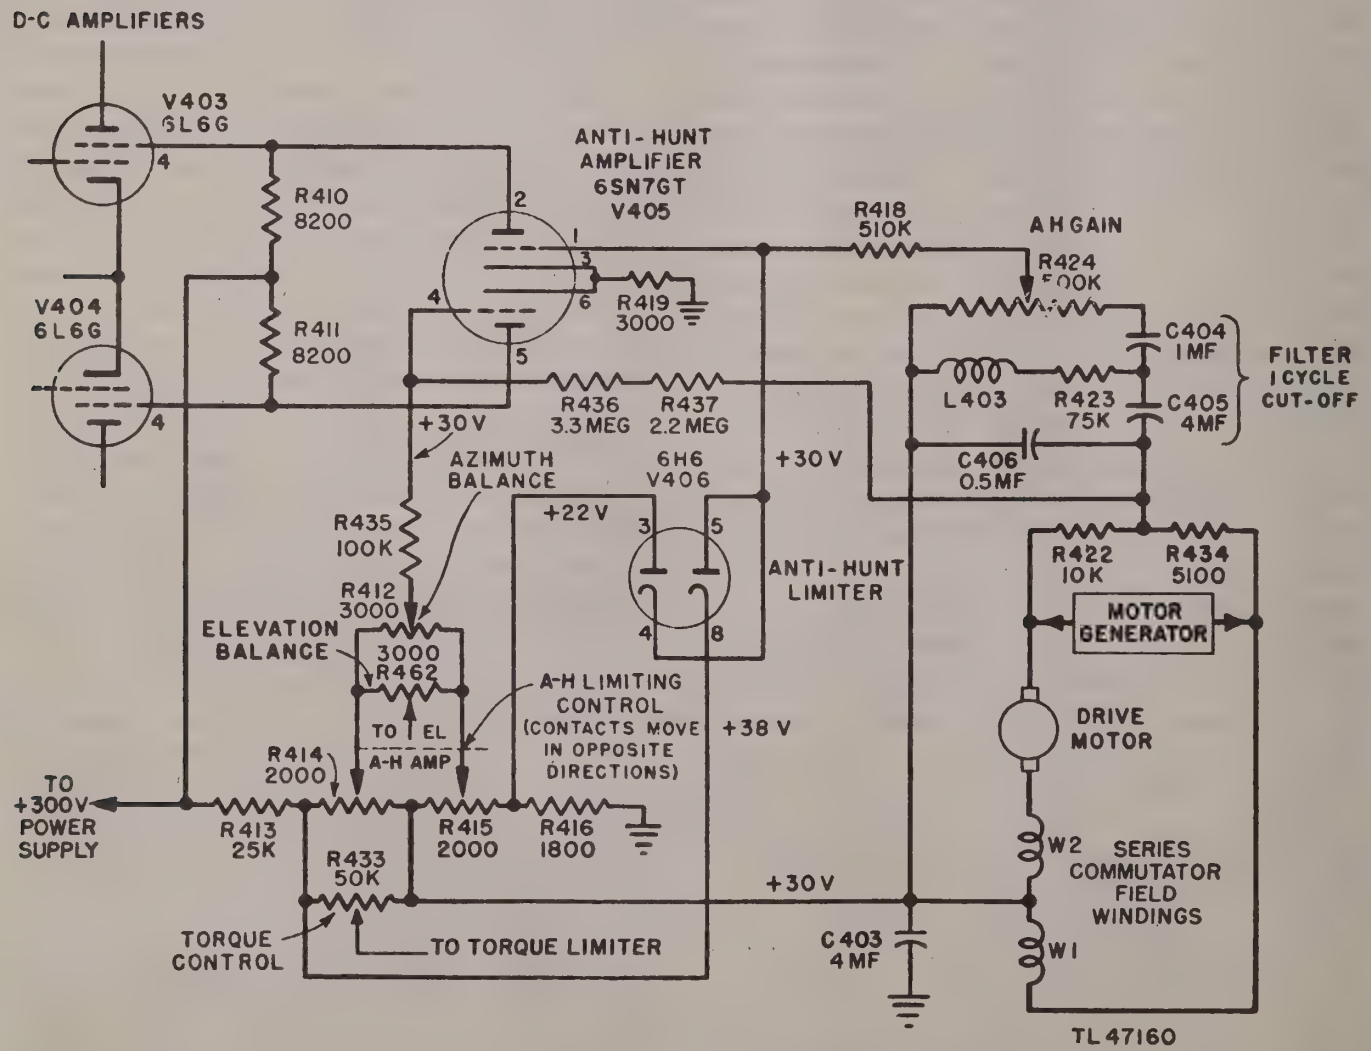 D-C AMPLIFIERS
V403
6L6G
4
R410
8200
V404
6L6G
R411
8200
4
ANTI-HUNT
AMPLIFIER
6SN7GT
V405
2
1
3
6
4
5
R419
3000
R418
510K
A H GAIN
R424
500K
C404
1MF
L403
R423
75K
C405
4MF
FILTER
1 CYCLE
CUT-OFF
C406
0.5MF
R436
3.3 MEG
R437
2.2 MEG
+30V
AZIMUTH
BALANCE
R435
100K
R412
3000
ELEVATION
BALANCE
3000
R462
TO EL
A-H AMP
+22V
6H6
V406
3
5
4
8
+30V
ANTI-HUNT
LIMITER
A-H LIMITING
CONTROL
(CONTACTS MOVE
IN OPPOSITE
DIRECTIONS)
+38V
R422
10K
R434
5100
MOTOR
GENERATOR
DRIVE
MOTOR
W2
SERIES
COMMUTATOR
FIELD
WINDINGS
W1
TO
+300V
POWER
SUPPLY
R413
25K
R414
2000
R415
2000
R416
1800
R433
50K
TORQUE
CONTROL
TO TORQUE LIMITER
+30V
C403
4MF
TL47160